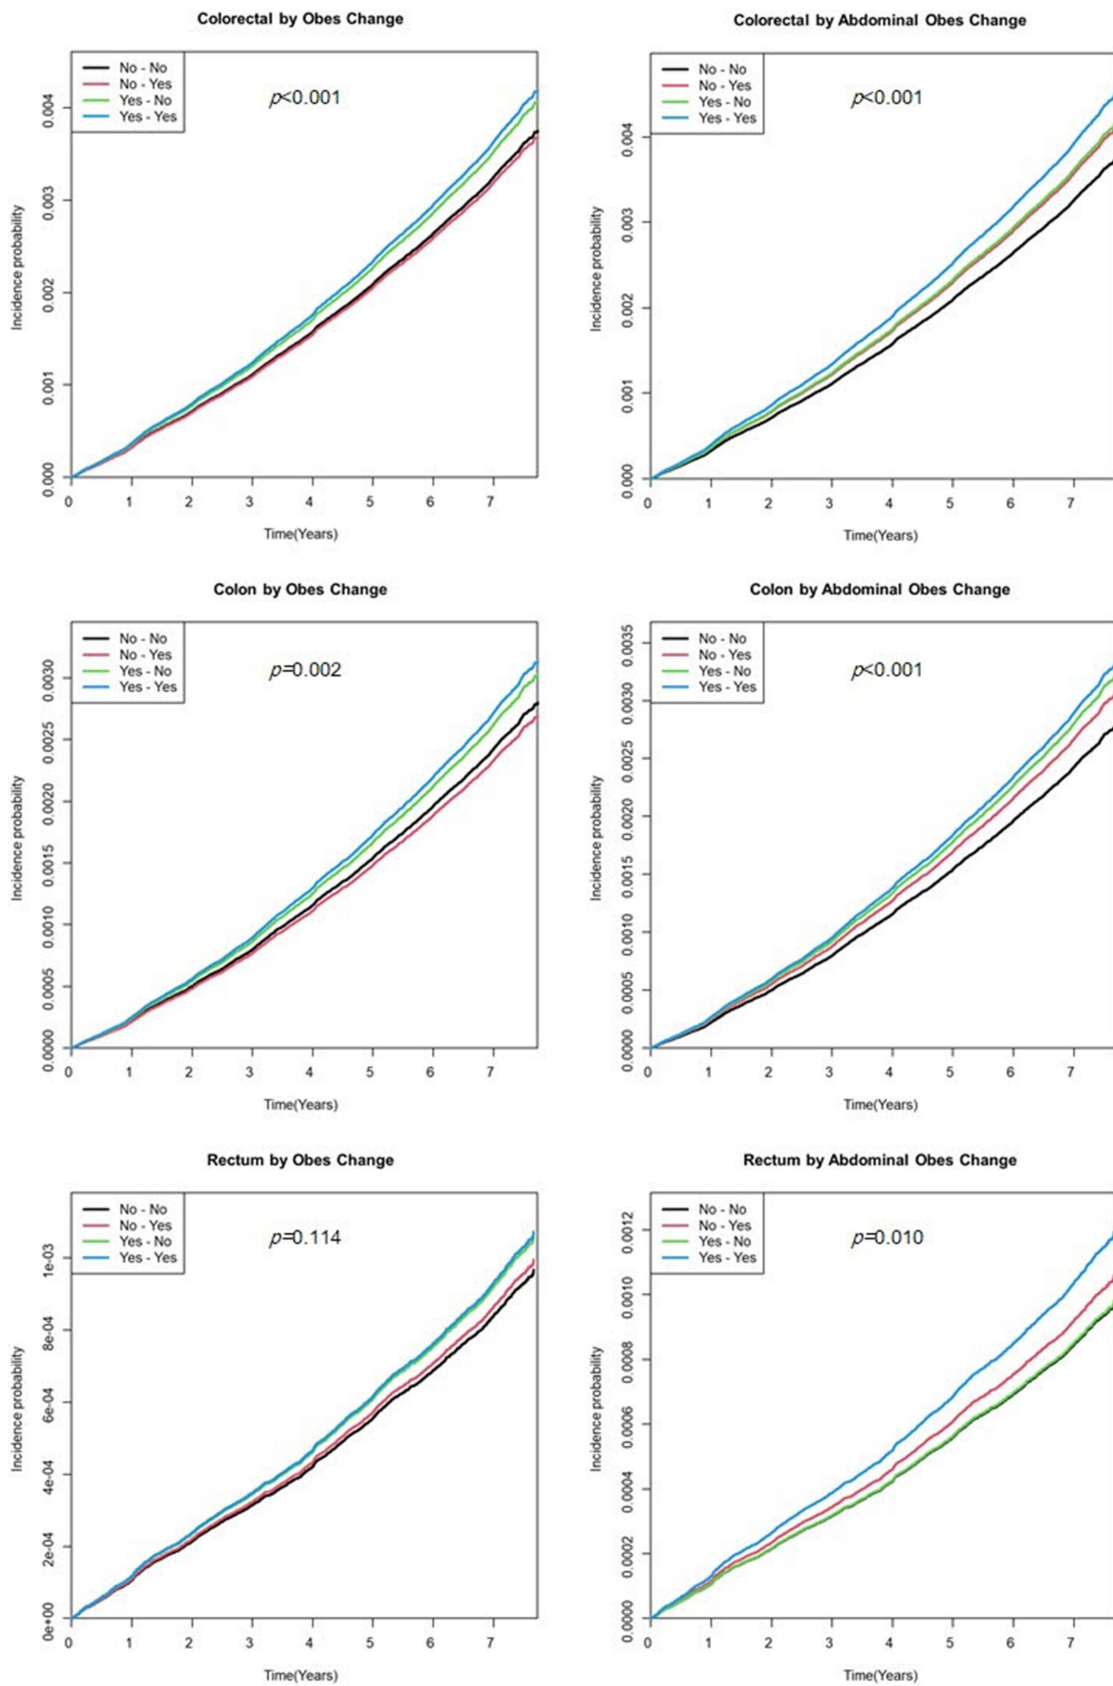 Colorectal by Obes Change
No - No
No - Yes
Yes - No
Yes - Yes
p<0.001
0.004
0.003
0.002
0.001
0.000
Incidence probability
0 1 2 3 4 5 6 7
Time(Years)
Colorectal by Abdominal Obes Change
No - No
No - Yes
Yes - No
Yes - Yes
p<0.001
0.004
0.003
0.002
0.001
0.000
Incidence probability
0 1 2 3 4 5 6 7
Time(Years)
Colon by Obes Change
No - No
No - Yes
Yes - No
Yes - Yes
p=0.002
0.0030
0.0025
0.0020
0.0015
0.0010
0.0005
0.0000
Incidence probability
0 1 2 3 4 5 6 7
Time(Years)
Colon by Abdominal Obes Change
No - No
No - Yes
Yes - No
Yes - Yes
p<0.001
0.0035
0.0030
0.0025
0.0020
0.0015
0.0010
0.0005
0.0000
Incidence probability
0 1 2 3 4 5 6 7
Time(Years)
Rectum by Obes Change
No - No
No - Yes
Yes - No
Yes - Yes
p=0.114
1e-03
8e-04
6e-04
4e-04
2e-04
0e+00
Incidence probability
0 1 2 3 4 5 6 7
Time(Years)
Rectum by Abdominal Obes Change
No - No
No - Yes
Yes - No
Yes - Yes
p=0.010
0.0012
0.0010
0.0008
0.0006
0.0004
0.0002
0.0000
Incidence probability
0 1 2 3 4 5 6 7
Time(Years)